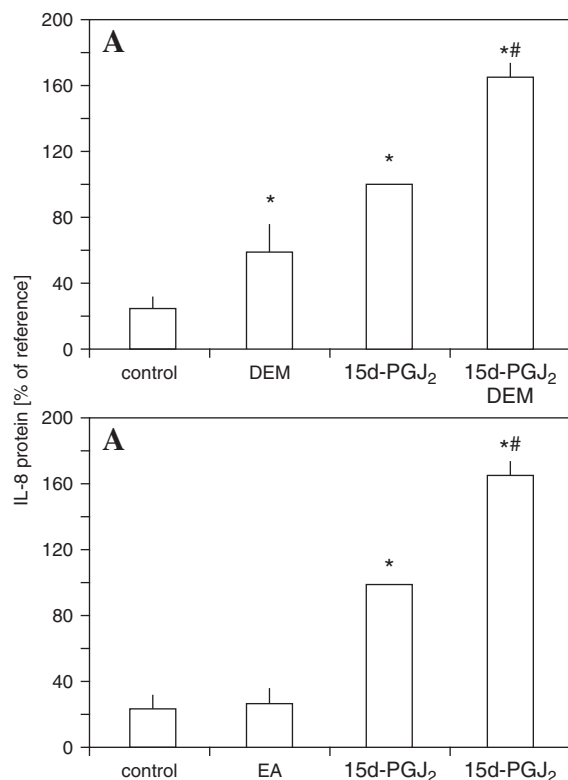 A
200
160
120
80
40
0
*
*
*#
control DEM 15d-PGJ₂ 15d-PGJ₂
DEM
IL-8 protein [% of reference]
A
200
160
120
80
40
0
*
*#
control EA 15d-PGJ₂ 15d-PGJ₂